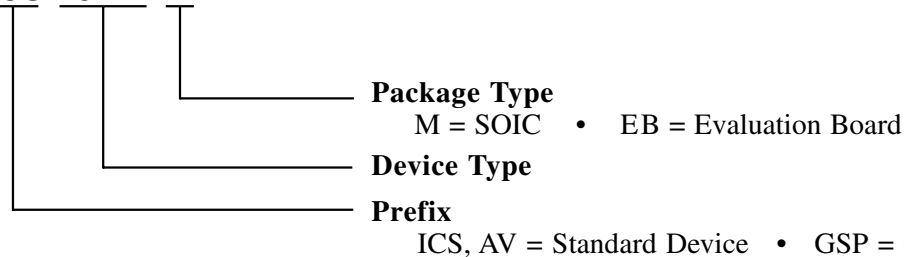 Package Type
M = SOIC • EB = Evaluation Board
Device Type
Prefix
ICS, AV = Standard Device • GSP =